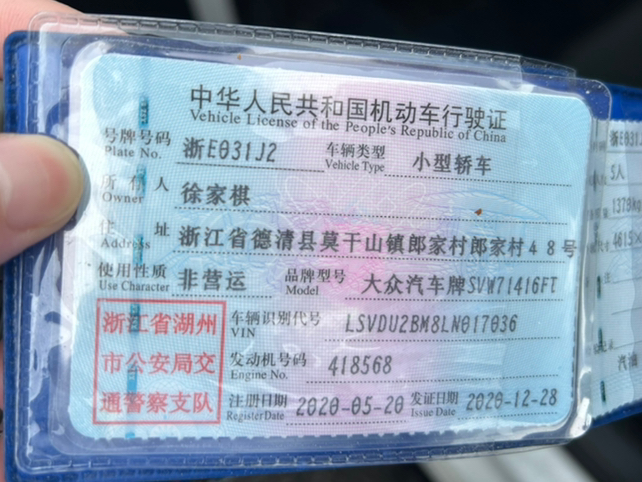 中华人民共和国机动车行驶证
Vehicle License of the People's Republic of China
号牌号码 浙E031J2 车辆类型 小型轿车
Plate No. Vehicle Type
所有人 徐家棋
Owner
住址 浙江省德清县莫干山镇郎家村郎家村48号
Address
使用性质 非营运 品牌型号 大众汽车牌SVW71416FT
Use Character Model
浙江省湖州
市公安局交
通警察支队
车辆识别代号 LSVDU2BM8LN017036
VIN
发动机号码 418568
Engine No.
注册日期 2020-05-20 发证日期 2020-12-28
Register Date Issue Date
浙E031J
5人
1378kg
汽油